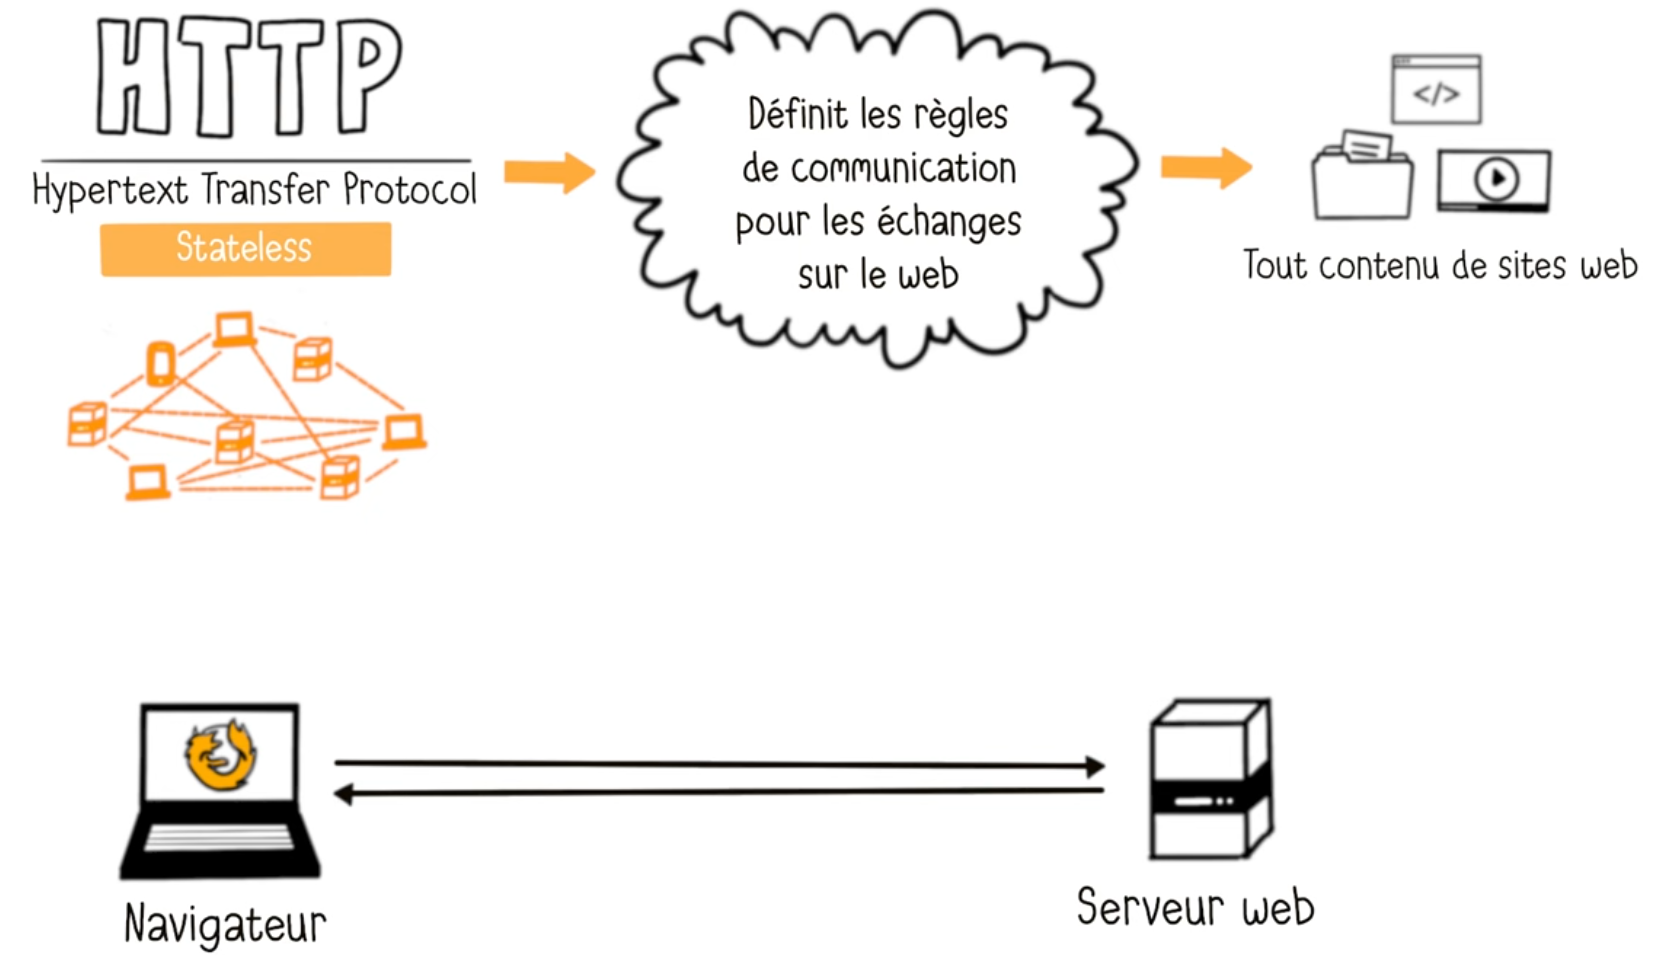 HTTP
Hypertext Transfer Protocol
Stateless
Définit les règles
de communication
pour les échanges
sur le web
</>
Tout contenu de sites web
Navigateur
Serveur web